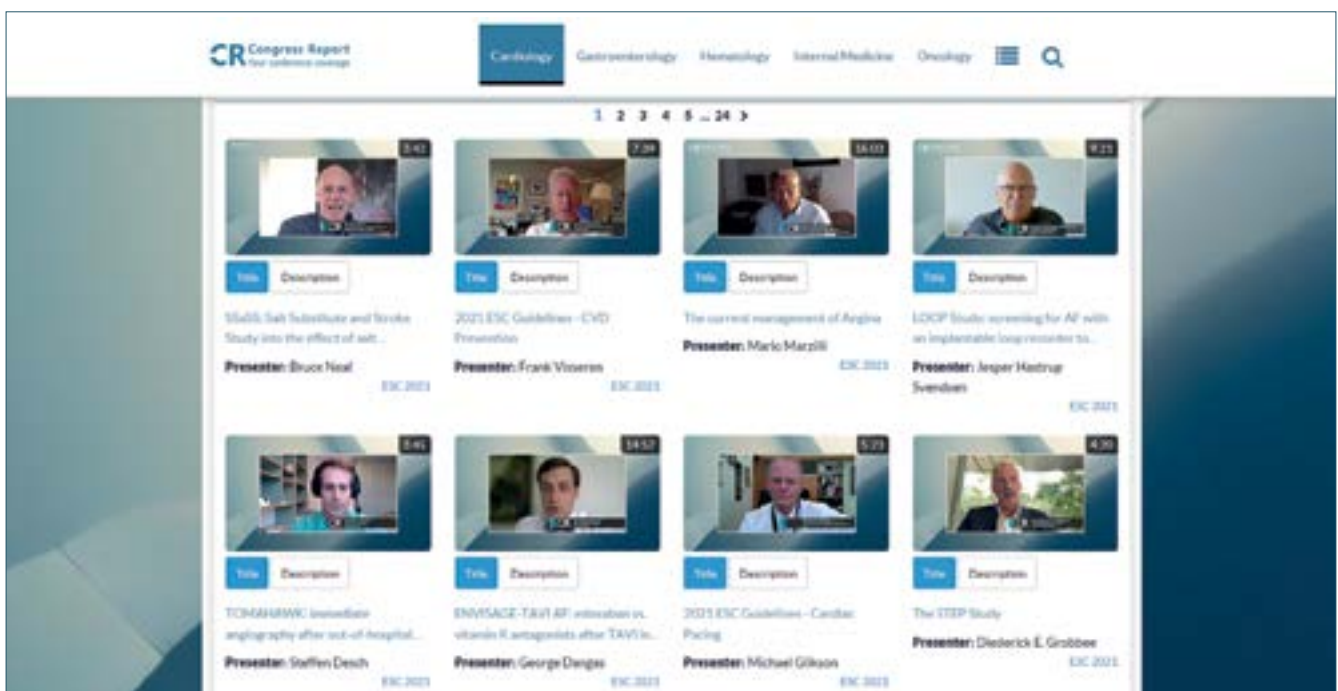 CR Congress Report
Your conference coverage
Cardiology Gastroenterology Hematology Internal Medicine Oncology
1 2 3 4 5 ... 24 >
7:39 16:03 9:21
Title Description Title Description Title Description Title Description
SSaSS: Salt Substitute and Stroke
Study into the effect of salt...
Presenter: Bruce Neal
ESC 2021
2021 ESC Guidelines - CVD
Prevention
Presenter: Frank Visseren
ESC 2021
The current management of Angina
Presenter: Mario Marzilli
ESC 2021
LOOP Study: screening for AF with
an implantable loop recorder to...
Presenter: Jesper Hastrup
Svendsen
ESC 2021
14:52 5:23 4:20
Title Description Title Description Title Description Title Description
TOMAHAWK: immediate
angiography after out-of-hospital...
Presenter: Steffen Desch
ESC 2021
ENVISAGE-TAVI AF: edoxaban vs.
vitamin K antagonists after TAVI in...
Presenter: George Dangas
ESC 2021
2021 ESC Guidelines - Cardiac
Pacing
Presenter: Michael Glikson
ESC 2021
The STEP Study
Presenter: Diederick E. Grobbee
ESC 2021